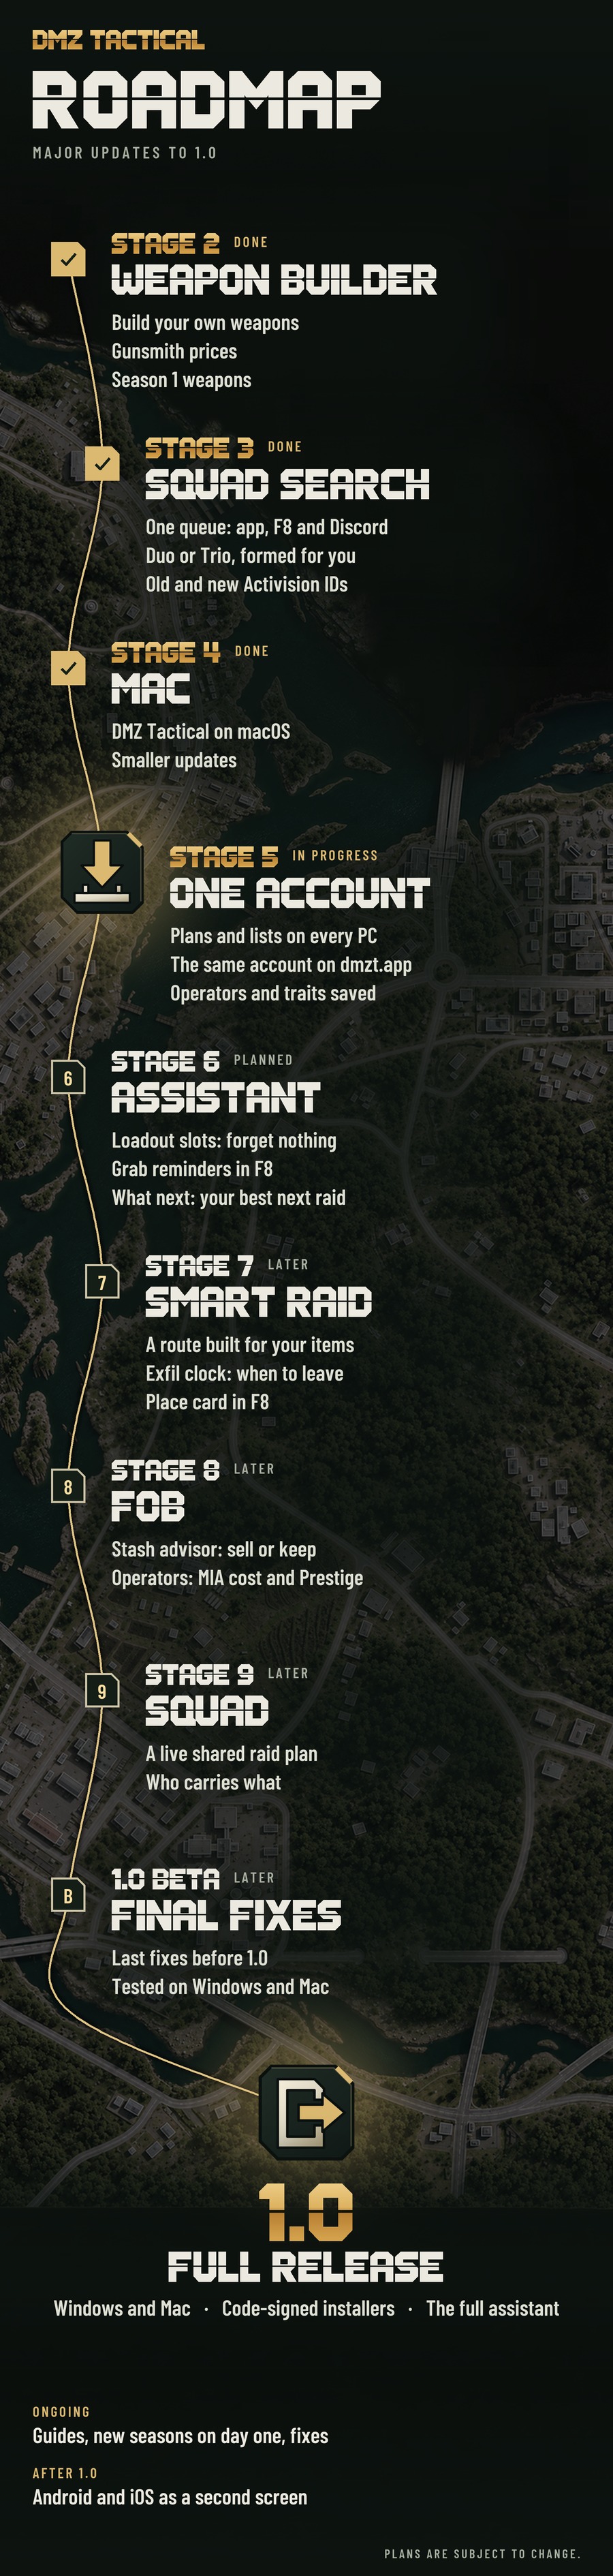 DMZ TACTICAL
ROADMAP
MAJOR UPDATES TO 1.0
STAGE 2 DONE
WEAPON BUILDER
Build your own weapons
Gunsmith prices
Season 1 weapons
STAGE 3 DONE
SQUAD SEARCH
One queue: app, F8 and Discord
Duo or Trio, formed for you
Old and new Activision IDs
STAGE 4 DONE
MAC
DMZ Tactical on macOS
Smaller updates
STAGE 5 IN PROGRESS
ONE ACCOUNT
Plans and lists on every PC
The same account on dmzt.app
Operators and traits saved
6 STAGE 6 PLANNED
ASSISTANT
Loadout slots: forget nothing
Grab reminders in F8
What next: your best next raid
7 STAGE 7 LATER
SMART RAID
A route built for your items
Exfil clock: when to leave
Place card in F8
8 STAGE 8 LATER
FOB
Stash advisor: sell or keep
Operators: MIA cost and Prestige
9 STAGE 9 LATER
SQUAD
A live shared raid plan
Who carries what
B 1.0 BETA LATER
FINAL FIXES
Last fixes before 1.0
Tested on Windows and Mac
1.0
FULL RELEASE
Windows and Mac · Code-signed installers · The full assistant
ONGOING
Guides, new seasons on day one, fixes
AFTER 1.0
Android and iOS as a second screen
PLANS ARE SUBJECT TO CHANGE.